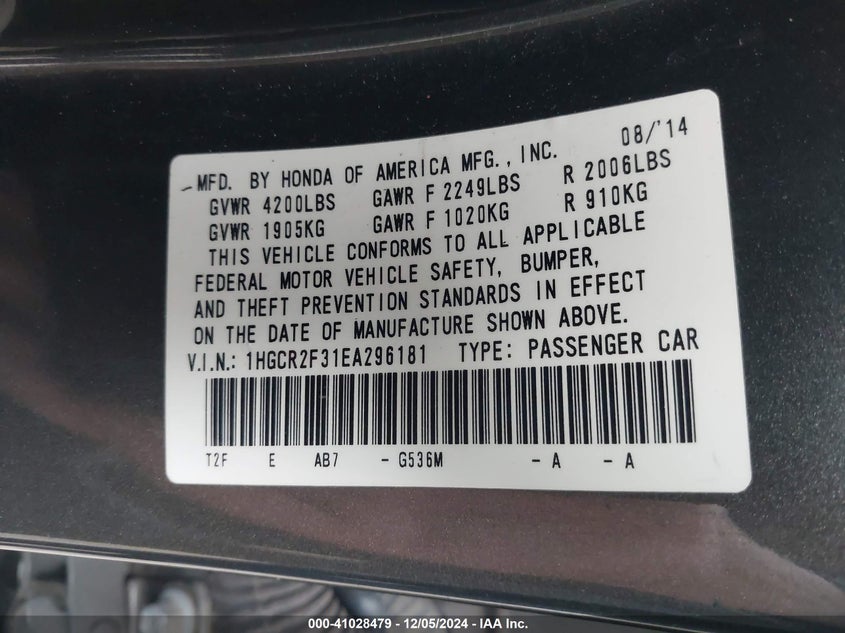 MFD. BY HONDA OF AMERICA MFG., INC. 08/'14
GVWR 4200LBS GAWR F 2249LBS R 2006LBS
GVWR 1905KG GAWR F 1020KG R 910KG
THIS VEHICLE CONFORMS TO ALL APPLICABLE
FEDERAL MOTOR VEHICLE SAFETY, BUMPER,
AND THEFT PREVENTION STANDARDS IN EFFECT
ON THE DATE OF MANUFACTURE SHOWN ABOVE.
V.I.N.: 1HGCR2F31EA296181 TYPE: PASSENGER CAR
T2F E AB7 - G536M - A - A
000-41028479 - 12/05/2024 - IAA Inc.